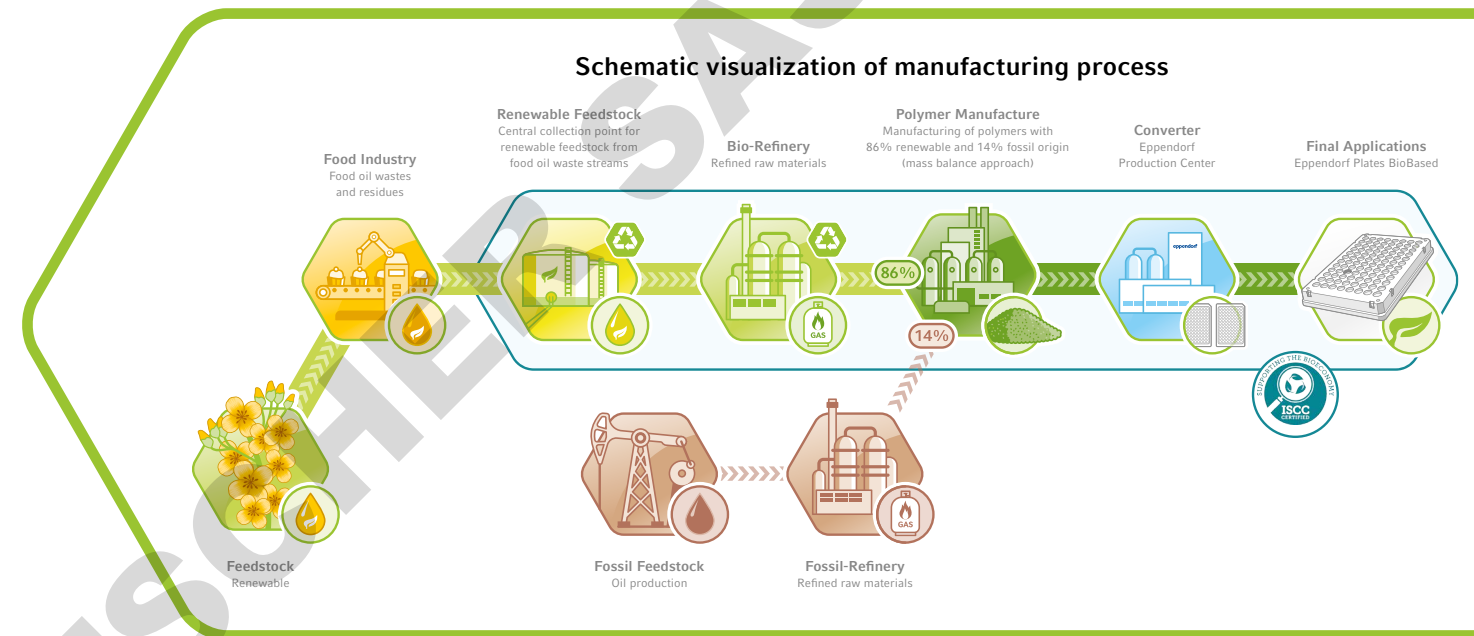 Schematic visualization of manufacturing process
Food Industry
Food oil wastes
and residues
Renewable Feedstock
Central collection point for
renewable feedstock from
food oil waste streams
Bio-Refinery
Refined raw materials
Polymer Manufacture
Manufacturing of polymers with
86% renewable and 14% fossil origin
(mass balance approach)
Converter
Eppendorf
Production Center
Final Applications
Eppendorf Plates BioBased
eppendorf
86%
GAS
14%
SUPPORTING THE BIOECONOMY
ISCC
CERTIFIED
GAS
Feedstock
Renewable
Fossil Feedstock
Oil production
Fossil-Refinery
Refined raw materials